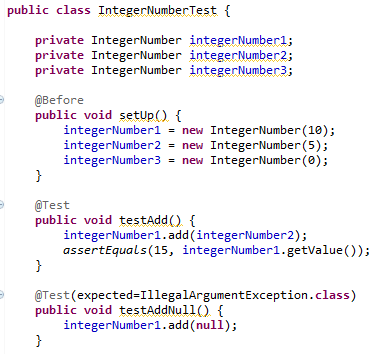 public class IntegerNumberTest {
private IntegerNumber integerNumber1;
private IntegerNumber integerNumber2;
private IntegerNumber integerNumber3;
@Before
public void setUp() {
integerNumber1 = new IntegerNumber(10);
integerNumber2 = new IntegerNumber(5);
integerNumber3 = new IntegerNumber(0);
}
@Test
public void testAdd() {
integerNumber1.add(integerNumber2);
assertEquals(15, integerNumber1.getValue());
}
@Test(expected=IllegalArgumentException.class)
public void testAddNull() {
integerNumber1.add(null);
}